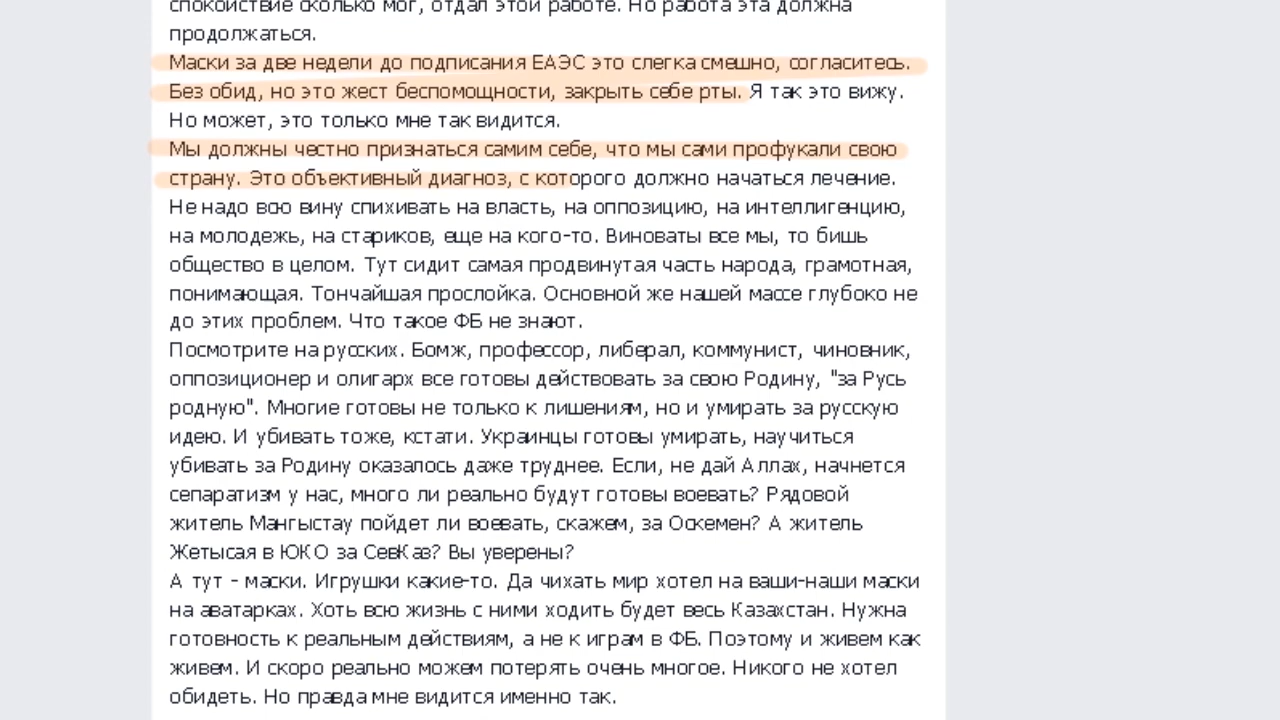 спокойствие сколько мог, отдал этой работе. Но работа эта должна
продолжаться.
Маски за две недели до подписания ЕАЭС это слегка смешно, согласитесь.
Без обид, но это жест беспомощности, закрыть себе рты. Я так это вижу.
Но может, это только мне так видится.
Мы должны честно признаться самим себе, что мы сами профукали свою
страну. Это объективный диагноз, с которого должно начаться лечение.
Не надо всю вину спихивать на власть, на оппозицию, на интеллигенцию,
на молодежь, на стариков, еще на кого-то. Виноваты все мы, то бишь
общество в целом. Тут сидит самая продвинутая часть народа, грамотная,
понимающая. Тончайшая прослойка. Основной же нашей массе глубоко не
до этих проблем. Что такое ФБ не знают.
Посмотрите на русских. Бомж, профессор, либерал, коммунист, чиновник,
оппозиционер и олигарх все готовы действовать за свою Родину, "за Русь
родную". Многие готовы не только к лишениям, но и умирать за русскую
идею. И убивать тоже, кстати. Украинцы готовы умирать, научиться
убивать за Родину оказалось даже труднее. Если, не дай Аллах, начнется
сепаратизм у нас, много ли реально будут готовы воевать? Рядовой
житель Мангыстау пойдет ли воевать, скажем, за Оскемен? А житель
Жетысая в ЮКО за СевКаз? Вы уверены?
А тут - маски. Игрушки какие-то. Да чихать мир хотел на ваши-наши маски
на аватарках. Хоть всю жизнь с ними ходить будет весь Казахстан. Нужна
готовность к реальным действиям, а не к играм в ФБ. Поэтому и живем как
живем. И скоро реально можем потерять очень многое. Никого не хотел
обидеть. Но правда мне видится именно так.